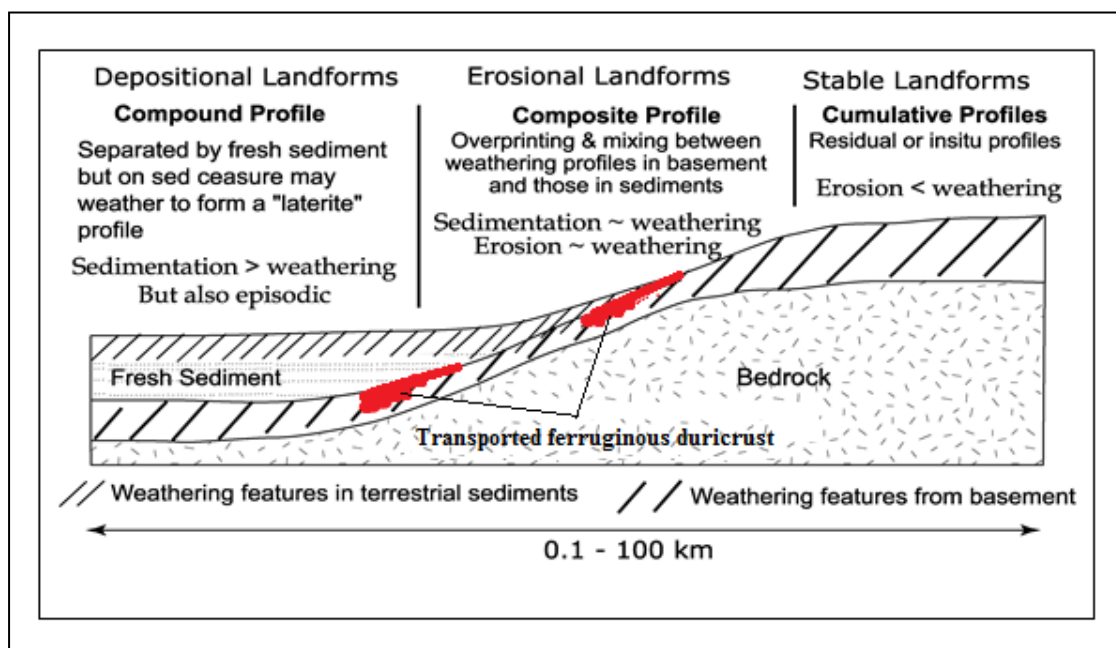 Depositional Landforms
Compound Profile
Separated by fresh sediment
but on sed ceasure may
weather to form a "laterite"
profile
Sedimentation > weathering
But also episodic
Erosional Landforms
Composite Profile
Overprinting & mixing between
weathering profiles in basement
and those in sediments
Sedimentation ~ weathering
Erosion ~ weathering
Stable Landforms
Cumulative Profiles
Residual or insitu profiles
Erosion < weathering
Fresh Sediment
Bedrock
Transported ferruginous duricrust
Weathering features in terrestrial sediments
Weathering features from basement
0.1 - 100 km